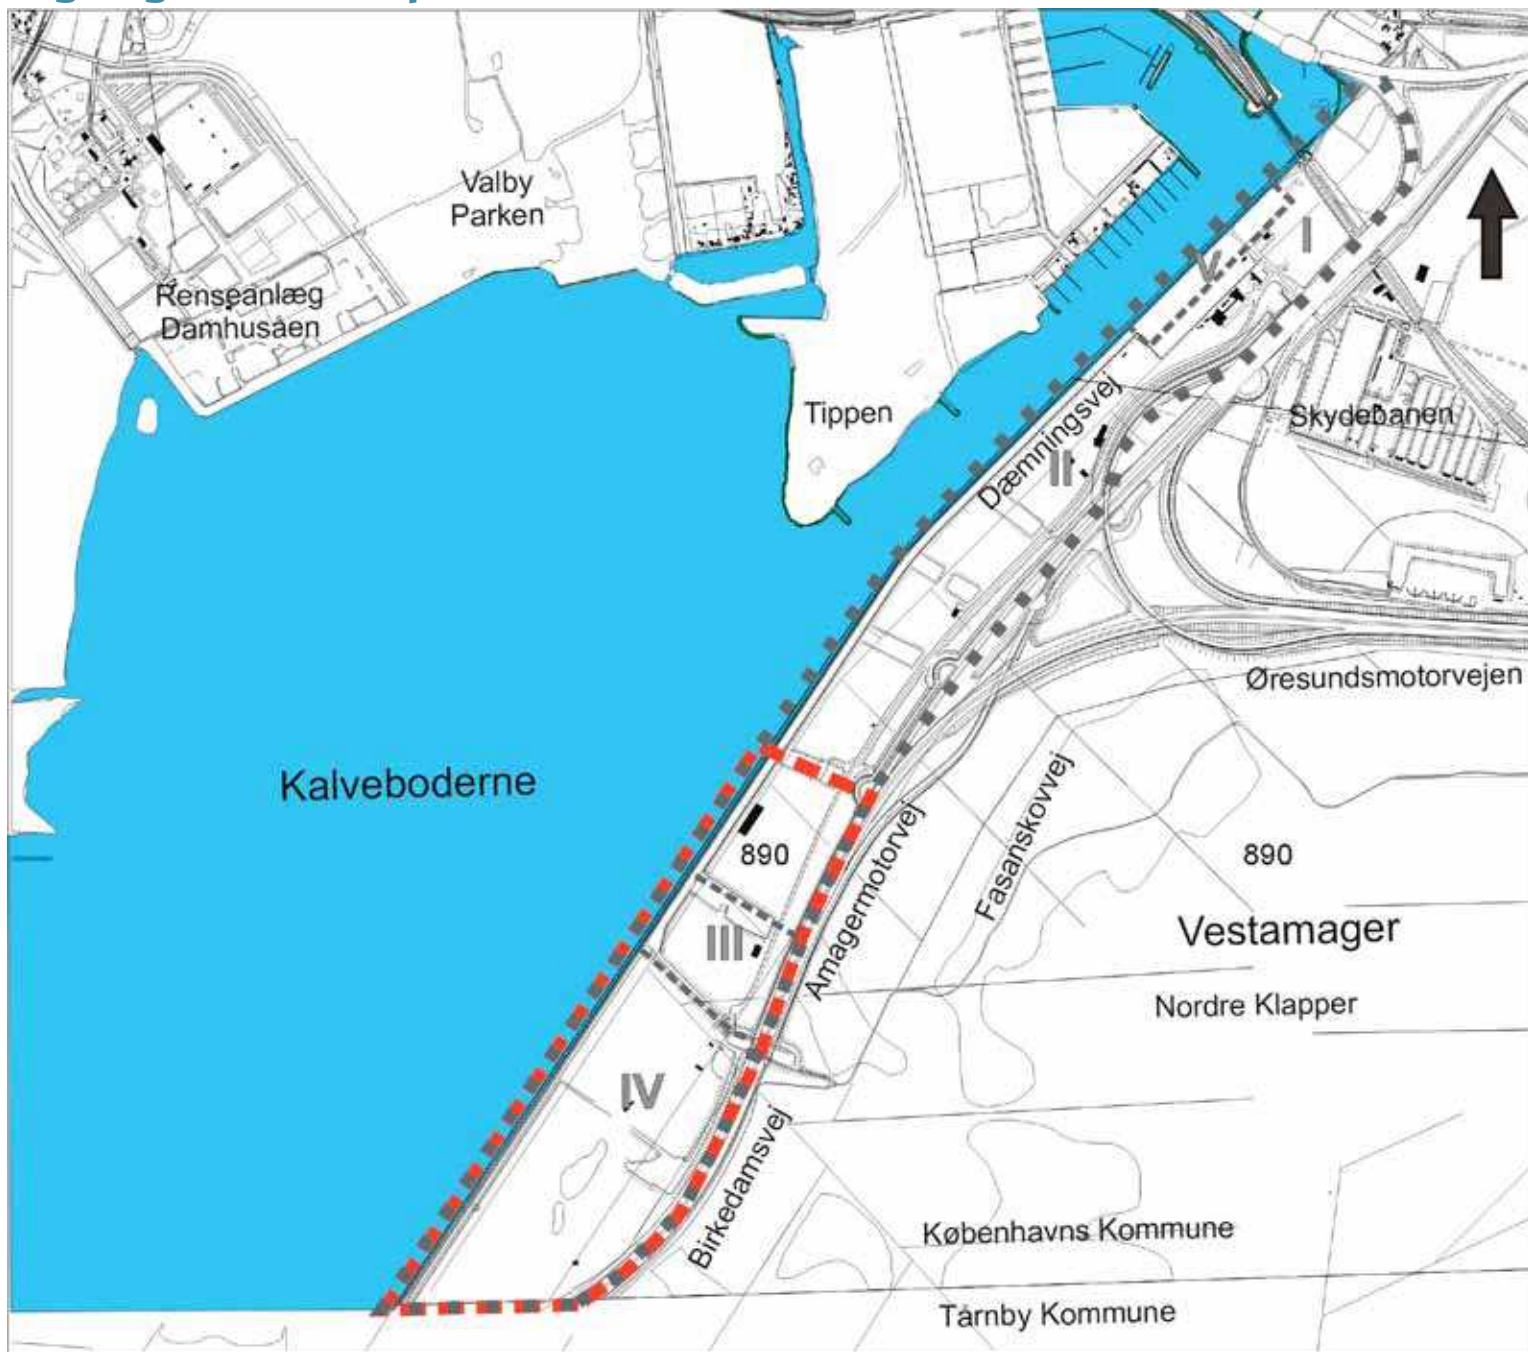 Valby
Parken
Renseanlæg
Damhusåen
I
V
Tippen
Skydebanen
Dæmningsvej
II
Øresundsmotorvejen
Kalveboderne
890
Amagermotorvej
Fasanskovvej
890
Vestamager
III
Nordre Klapper
IV
Birkedamsvej
Københavns Kommune
Tårnby Kommune